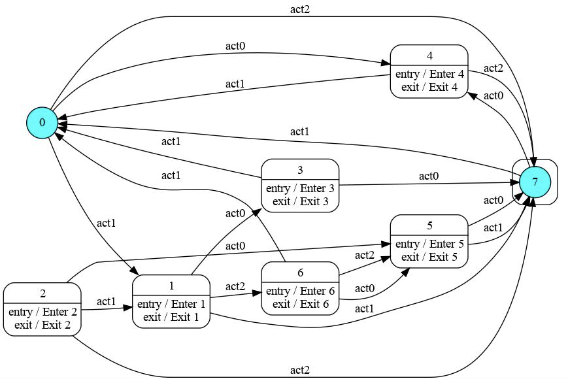 act2
act0
4
entry / Enter 4
exit / Exit 4
act2
act1
act0
0
act1
act1
3
entry / Enter 3
exit / Exit 3
act0
7
act1
act0
act0
act1
5
entry / Enter 5
exit / Exit 5
act1
act0
act2
6
entry / Enter 6
exit / Exit 6
act0
2
entry / Enter 2
exit / Exit 2
act1
1
entry / Enter 1
exit / Exit 1
act2
act1
act2